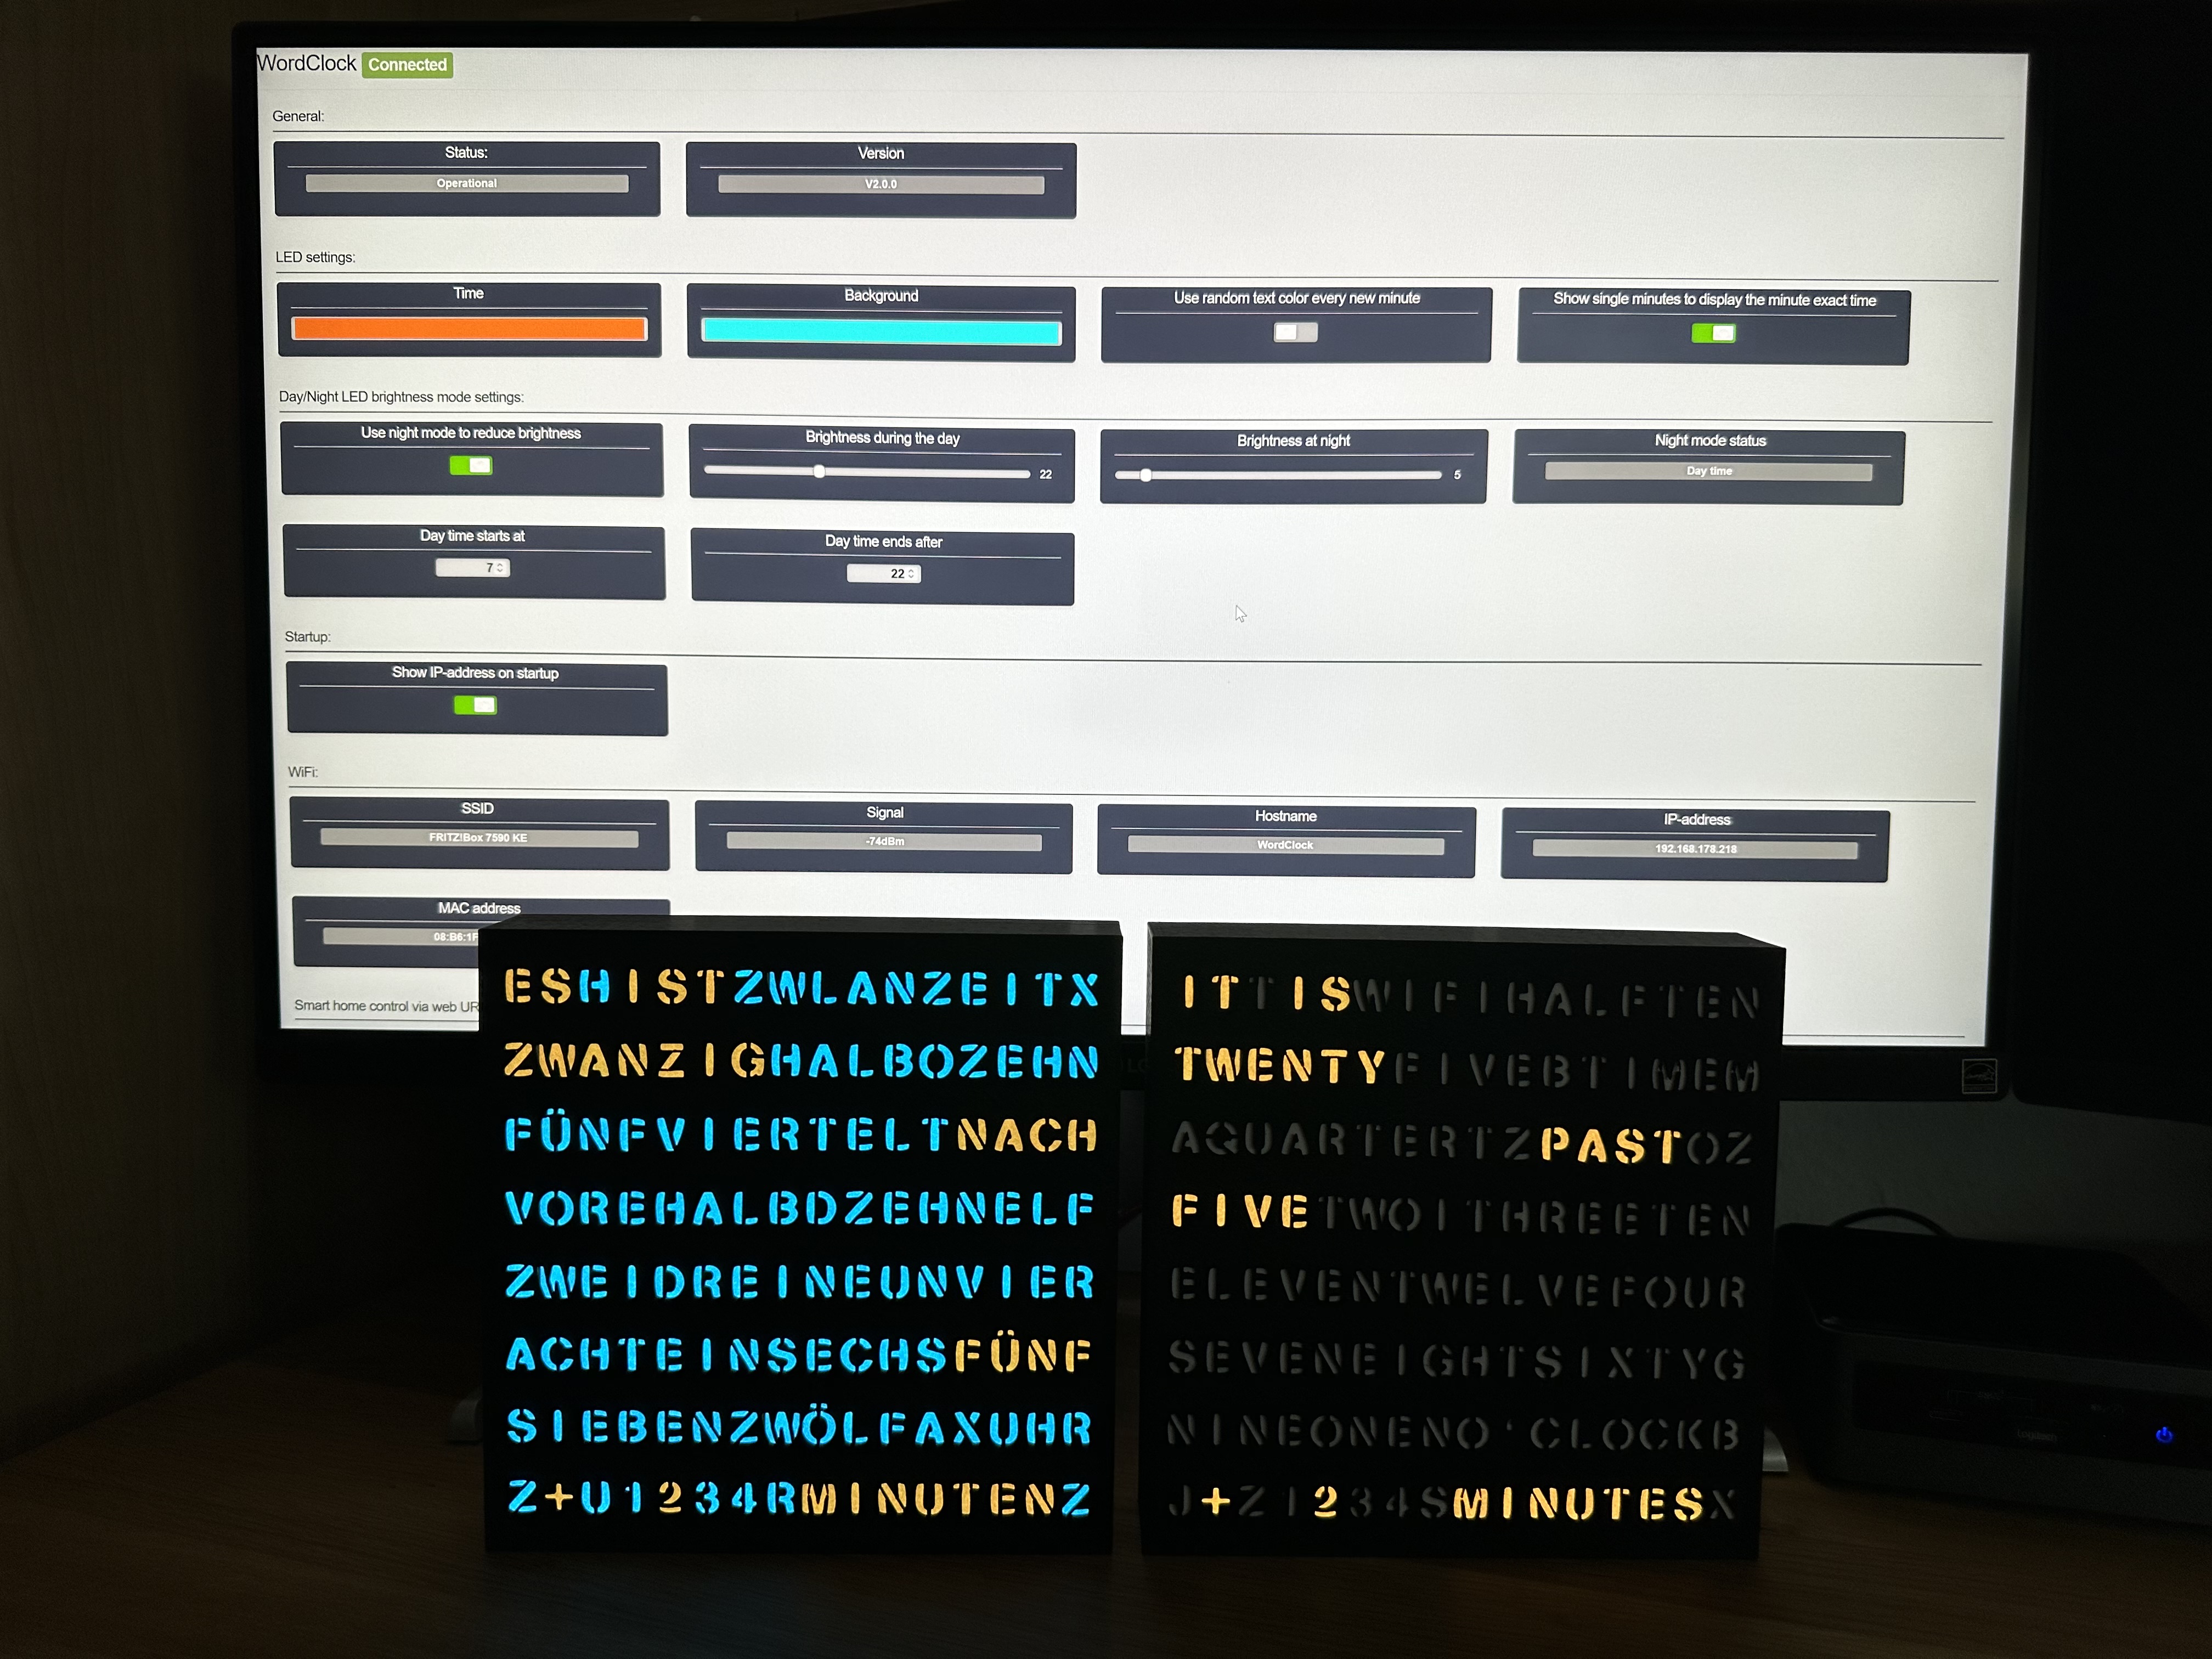 WordClock Connected
General:
Status: Version
Operational V2.0.0
LED settings:
Time Background Use random text color every new minute Show single minutes to display the minute exact time
Day/Night LED brightness mode settings:
Use night mode to reduce brightness Brightness during the day Brightness at night Night mode status
22 5 Day time
Day time starts at Day time ends after
7 22
Startup:
Show IP-address on startup
WiFi:
SSID Signal Hostname IP-address
FRITZ!Box 7590 KE -74dBm WordClock 192.168.178.218
MAC address
08:B6:1F
Smart home control via web UR
ESHISTZWLANZEITX
ZWANZIGHALBOZEHN
FÜNFVIERTELTNACH
VOREHALBDZEHNELF
ZWEIDREINEUNVIER
ACHTEINSECHSFÜNF
SIEBENZWÖLFAXUHR
Z+U1234RMINUTENZ
ITTISWIFIHALFTEN
TWENTYFIVEBTIMEM
AQUARTERTZPASTOZ
FIVETWOITHREETEN
ELEVENTWELVEFOUR
SEVENEIGHTSIXTYG
NINEONENO'CLOCKB
J+Z1234SMINUTESX
Logitech